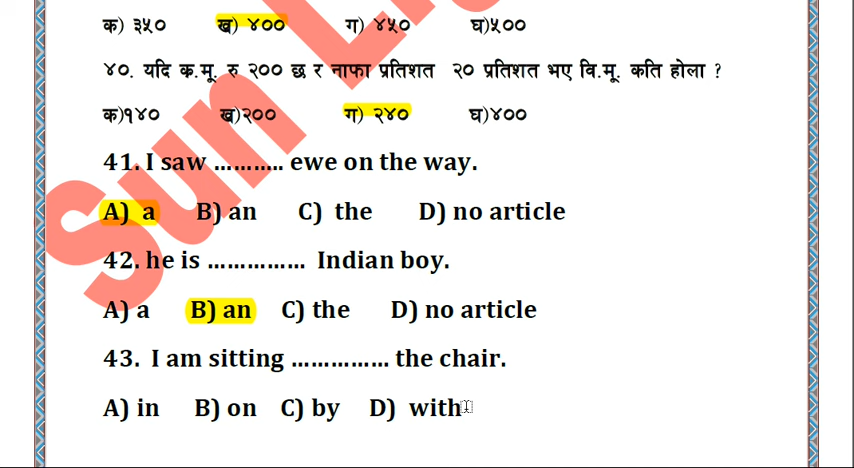 क) ३५० ख) ४०० ग) ४५० घ)५००
४०. यदि क्र.मू. रु २०० छ र नाफा प्रतिशत २० प्रतिशत भए वि.मू. कति होला ?
क)१४० ख)२०० ग) २४० घ)४००
41. I saw ……….. ewe on the way.
A) a B) an C) the D) no article
42. he is …………… Indian boy.
A) a B) an C) the D) no article
43. I am sitting …………… the chair.
A) in B) on C) by D) with